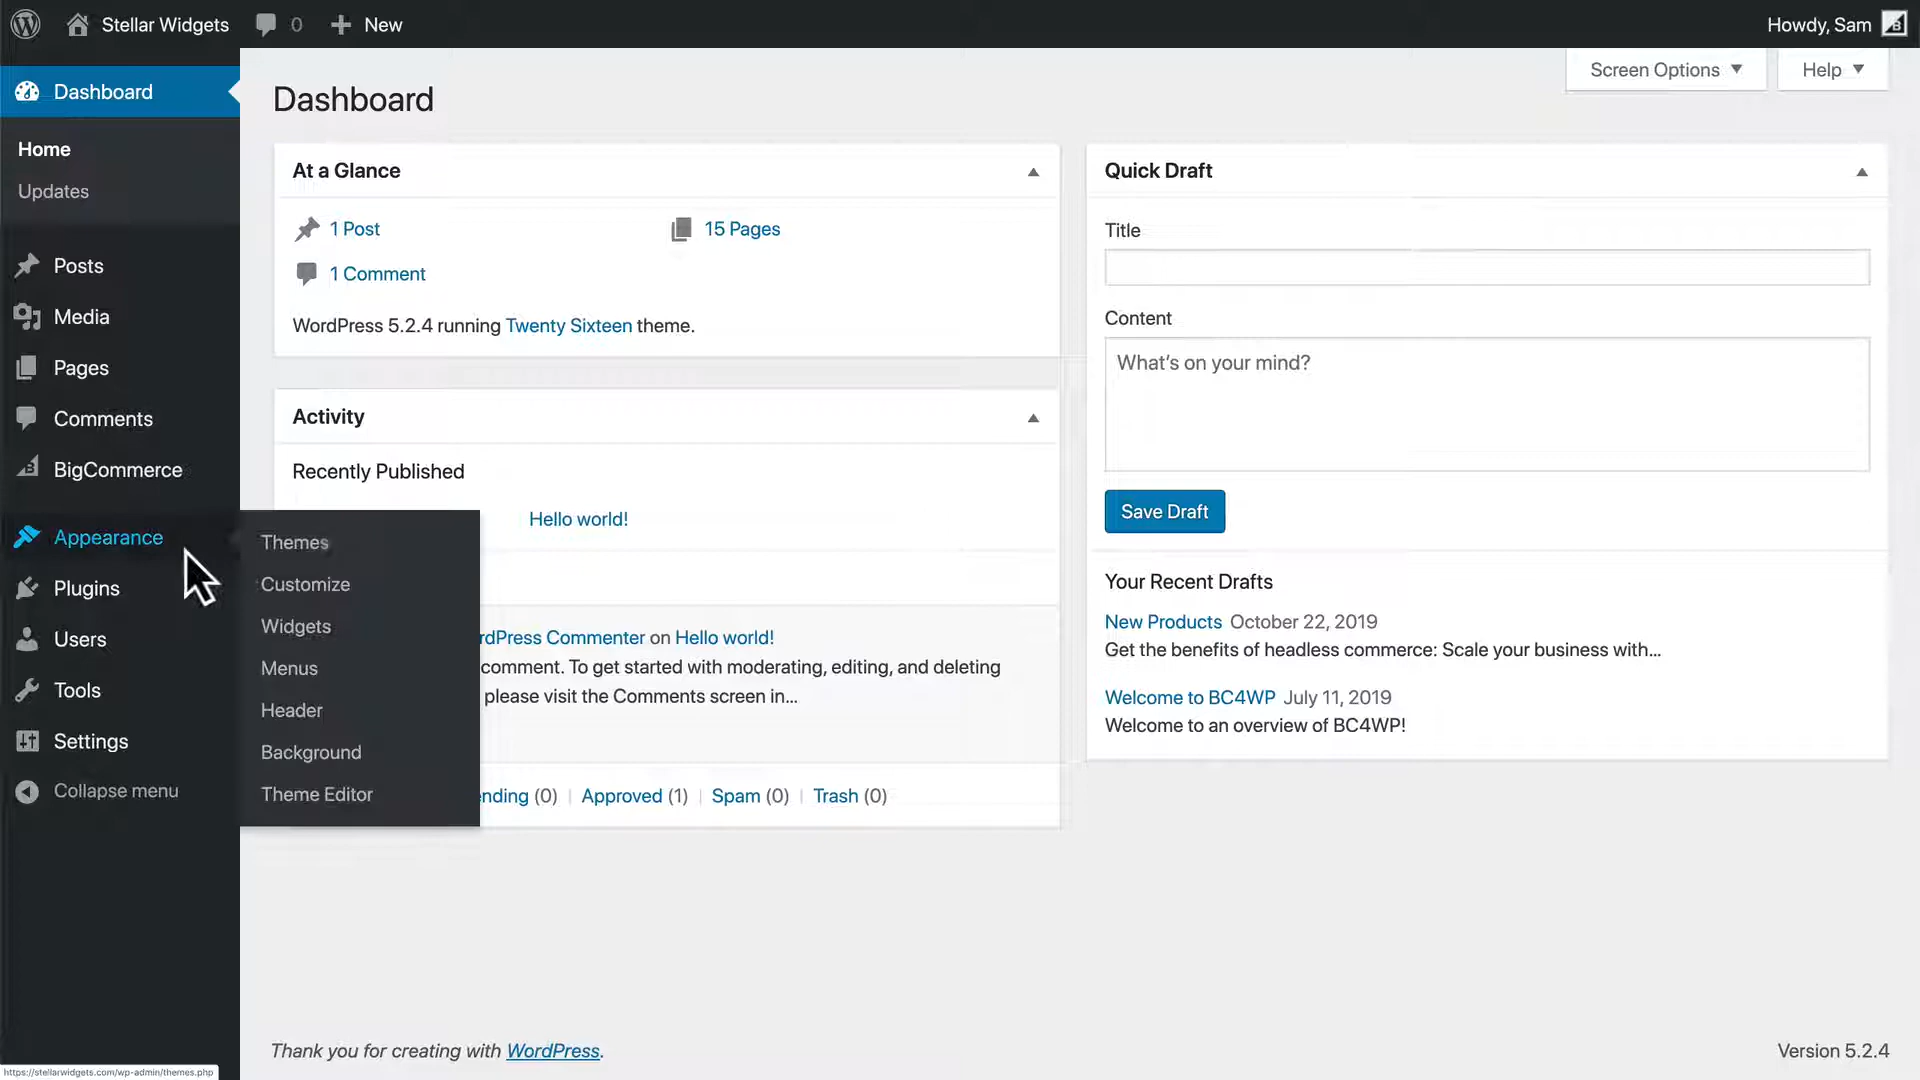 Stellar Widgets 0 New Howdy, Sam
Dashboard
Home
Updates
Posts
Media
Pages
Comments
BigCommerce
Appearance
Plugins
Users
Tools
Settings
Collapse menu
Themes
Customize
Widgets
Menus
Header
Background
Theme Editor
Screen Options Help
Dashboard
At a Glance
1 Post 15 Pages
1 Comment
WordPress 5.2.4 running Twenty Sixteen theme.
Activity
Recently Published
Hello world!
rdPress Commenter on Hello world!
comment. To get started with moderating, editing, and deleting
please visit the Comments screen in...
ending (0) | Approved (1) | Spam (0) | Trash (0)
Quick Draft
Title
Content
What's on your mind?
Save Draft
Your Recent Drafts
New Products October 22, 2019
Get the benefits of headless commerce: Scale your business with...
Welcome to BC4WP July 11, 2019
Welcome to an overview of BC4WP!
Thank you for creating with WordPress. Version 5.2.4
https://stellarwidgets.com/wp-admin/themes.php